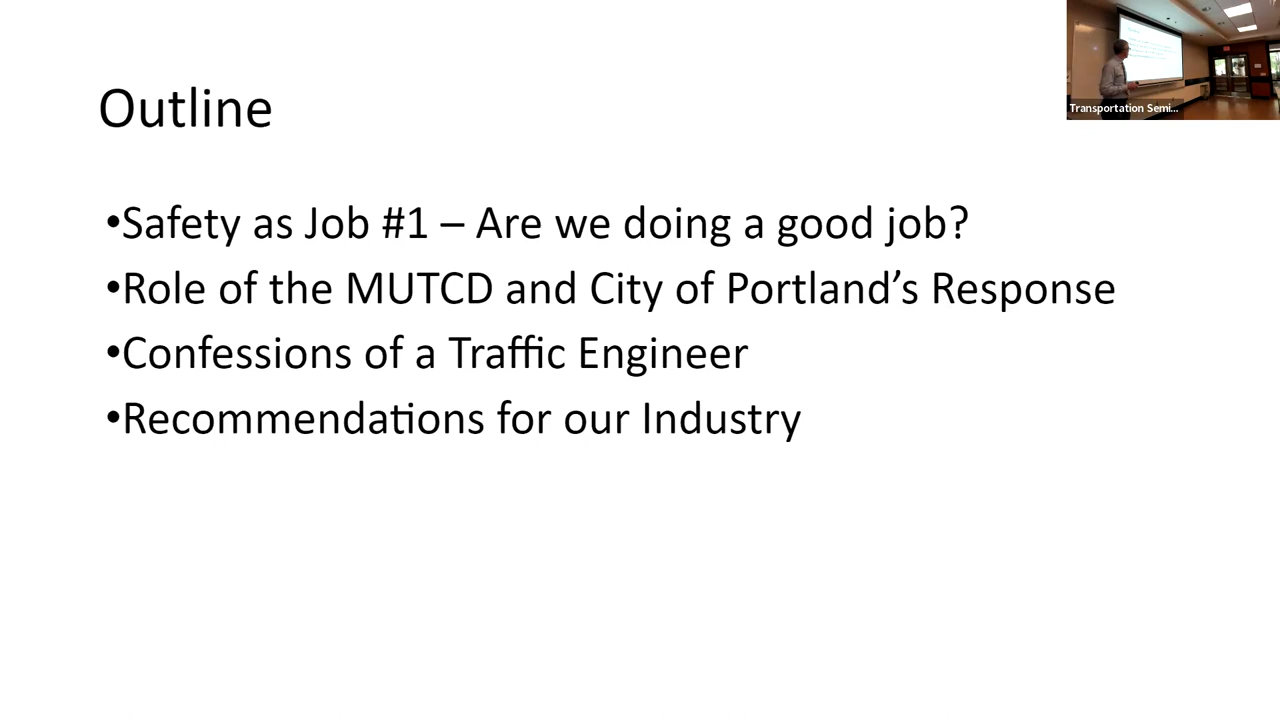 Outline
•Safety as Job #1 – Are we doing a good job?
•Role of the MUTCD and City of Portland’s Response
•Confessions of a Traffic Engineer
•Recommendations for our Industry
Transportation Semi...